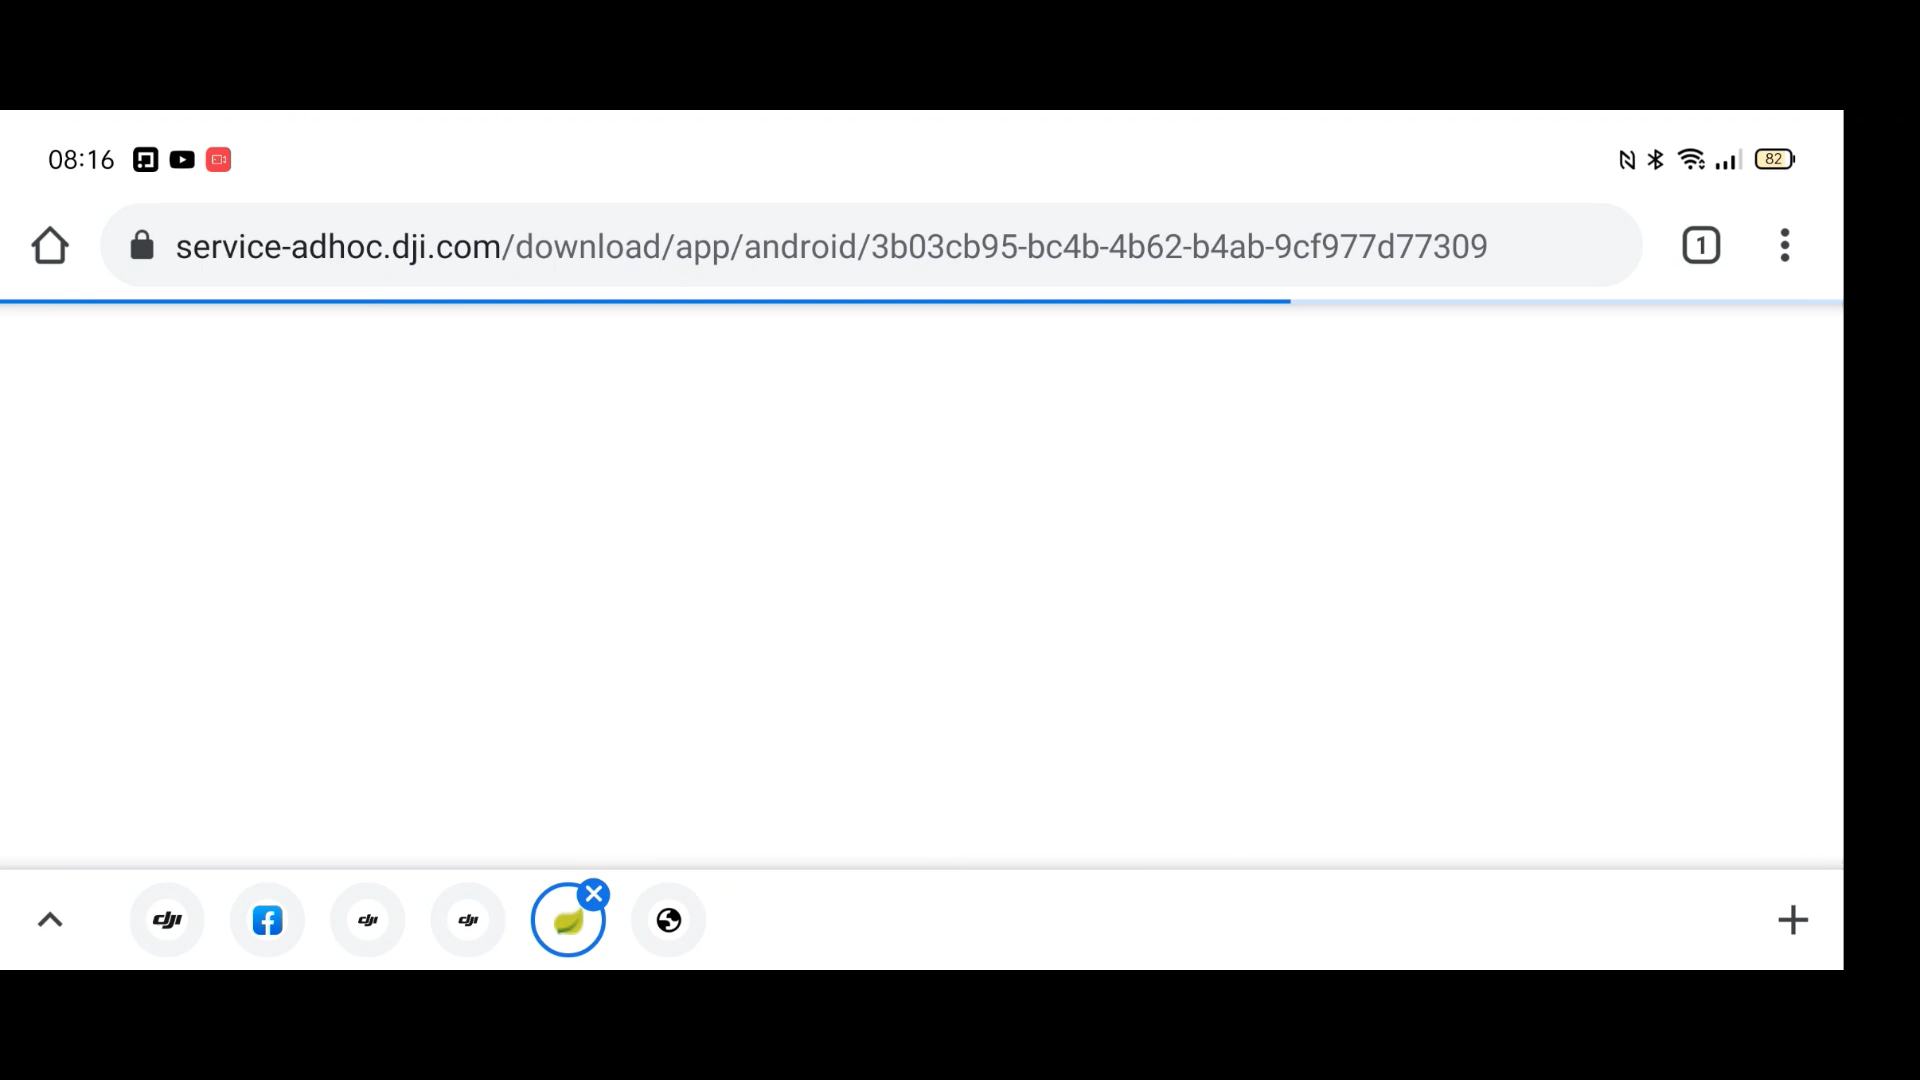 08:16
82
service-adhoc.dji.com/download/app/android/3b03cb95-bc4b-4b62-b4ab-9cf977d77309
1
dji
dji
dji